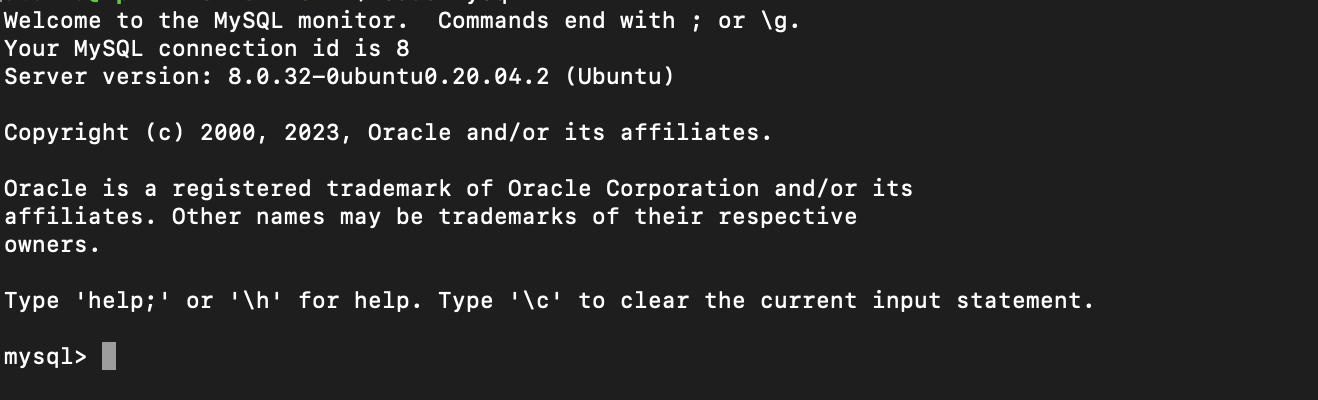 Welcome to the MySQL monitor.  Commands end with ; or \g.
Your MySQL connection id is 8
Server version: 8.0.32-0ubuntu0.20.04.2 (Ubuntu)
Copyright (c) 2000, 2023, Oracle and/or its affiliates.
Oracle is a registered trademark of Oracle Corporation and/or its
affiliates. Other names may be trademarks of their respective
owners.
Type 'help;' or '\h' for help. Type '\c' to clear the current input statement.
mysql>